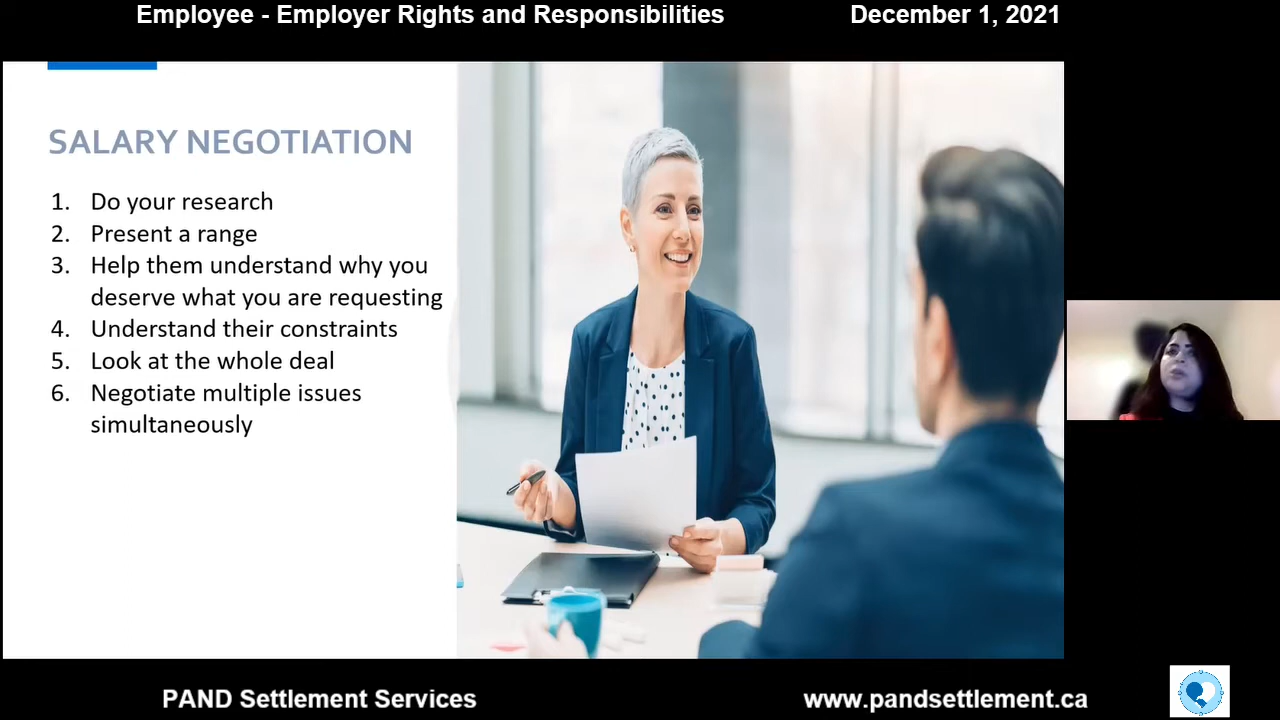 Employee - Employer Rights and Responsibilities
December 1, 2021
SALARY NEGOTIATION
1. Do your research
2. Present a range
3. Help them understand why you
deserve what you are requesting
4. Understand their constraints
5. Look at the whole deal
6. Negotiate multiple issues
simultaneously
PAND Settlement Services
www.pandsettlement.ca